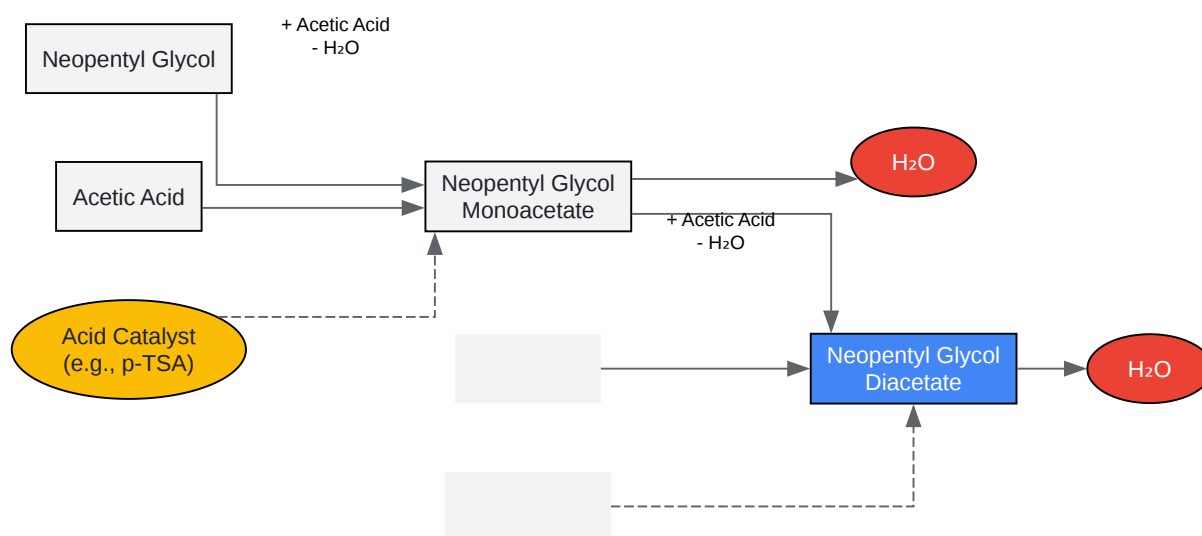 + Acetic Acid
- H₂O
Neopentyl Glycol
Acetic Acid
Neopentyl Glycol
Monoacetate
H₂O
+ Acetic Acid
- H₂O
Acid Catalyst
(e.g., p-TSA)
Neopentyl Glycol
Diacetate
H₂O